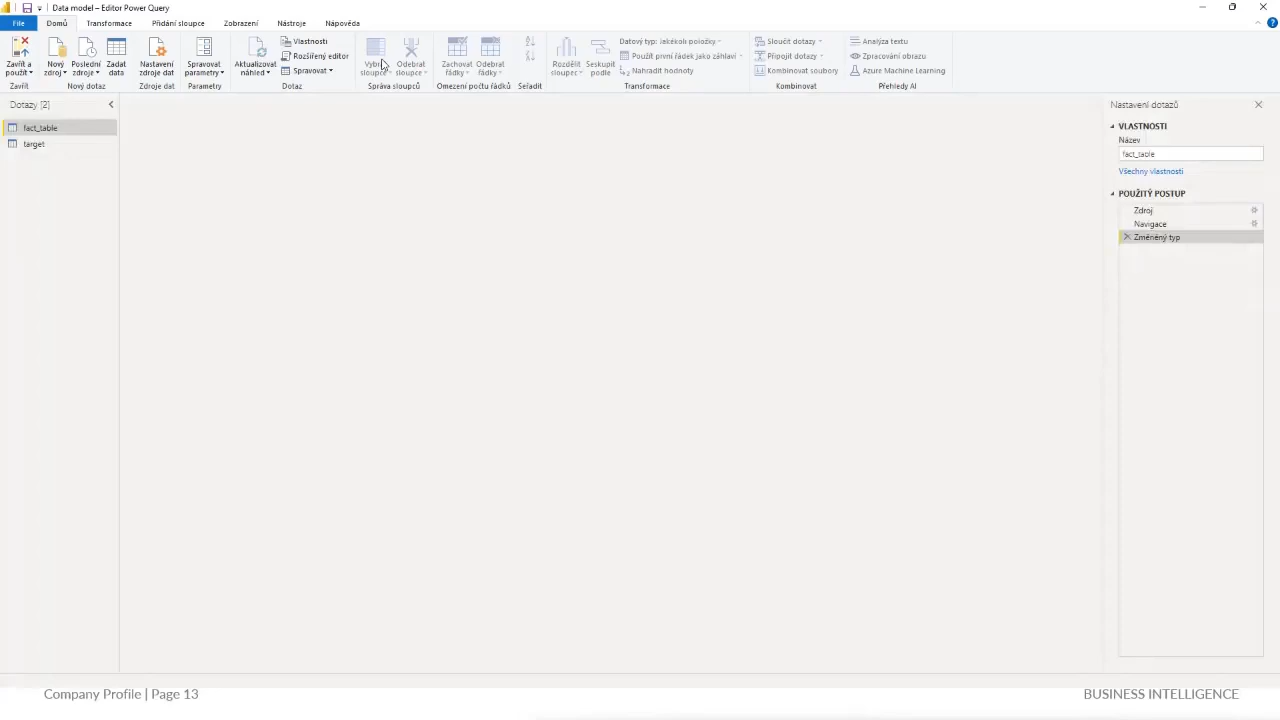 Data model – Editor Power Query
File Domů Transformace Přidání sloupce Zobrazení Nástroje Nápověda
Zavřít a použít
Nový zdroj
Poslední zdroje
Zadat data
Nastavení zdroje dat
Spravovat parametry
Aktualizovat náhled
Vlastnosti
Rozšířený editor
Spravovat
sloupce
Odebrat sloupce
Zachovat řádky
Odebrat řádky
Rozdělit sloupec
Seskupit podle
Datový typ: jakékoli položky
Použít první řádek jako záhlaví
Nahradit hodnoty
Sloučit dotazy
Připojit dotazy
Kombinovat soubory
Analýza textu
Zpracování obrazu
Azure Machine Learning
Zavřít Nový dotaz Zdroje dat Parametry Dotaz Správa sloupců Omezení počtu řádků Seřadit Transformace Kombinovat Přehledy AI
Dotazy [2]
fact_table
target
Nastavení dotazů
VLASTNOSTI
Název
fact_table
Všechny vlastnosti
POUŽITÝ POSTUP
Zdroj
Navigace
Změněný typ
Company Profile | Page 13
BUSINESS INTELLIGENCE